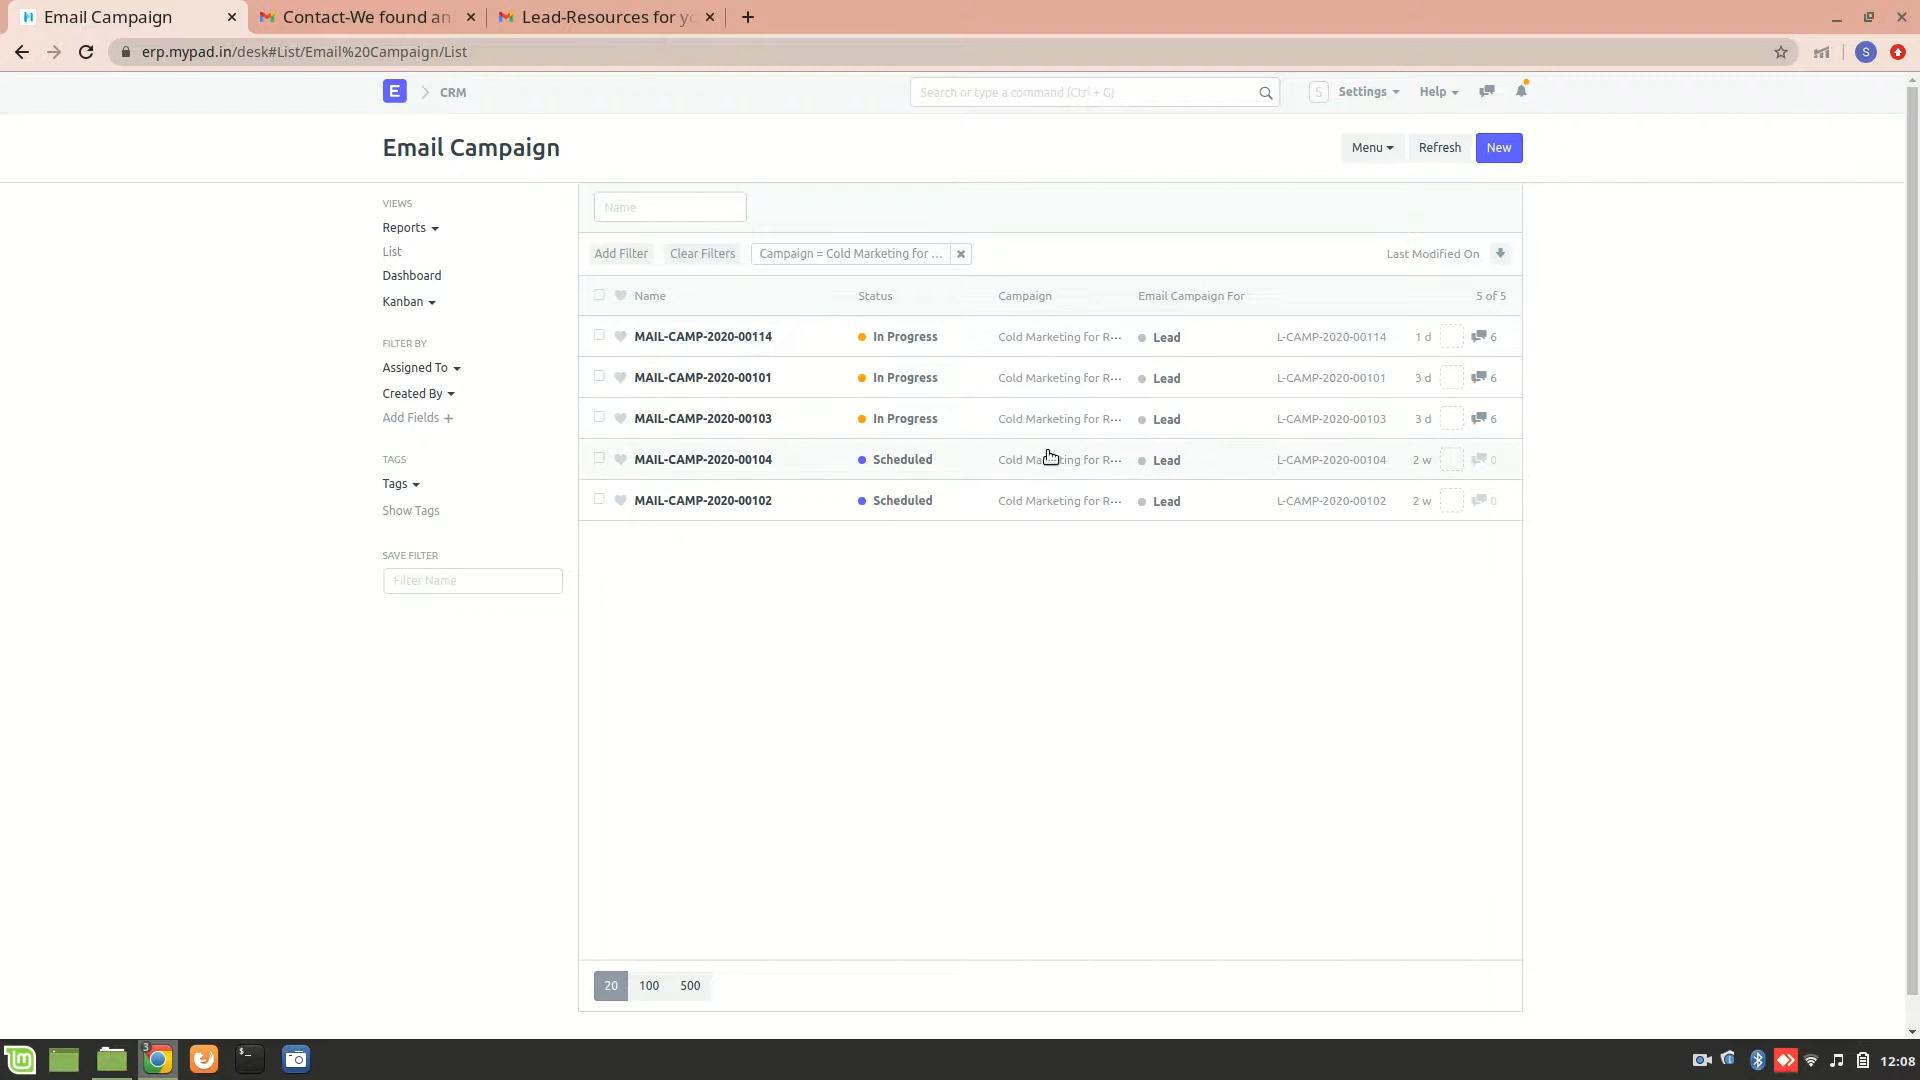 Email Campaign
Contact-We found an
Lead-Resources for yo
erp.mypad.in/desk#List/Email%20Campaign/List
S
E
CRM
Search or type a command (Ctrl + G)
S
Settings
Help
Email Campaign
Menu
Refresh
New
VIEWS
Reports
List
Dashboard
Kanban
FILTER BY
Assigned To
Created By
Add Fields +
TAGS
Tags
Show Tags
SAVE FILTER
Filter Name
Name
Add Filter
Clear Filters
Campaign = Cold Marketing for ...
Last Modified On
Name Status Campaign Email Campaign For 5 of 5
MAIL-CAMP-2020-00114 In Progress Cold Marketing for R... Lead L-CAMP-2020-00114 1 d 6
MAIL-CAMP-2020-00101 In Progress Cold Marketing for R... Lead L-CAMP-2020-00101 3 d 6
MAIL-CAMP-2020-00103 In Progress Cold Marketing for R... Lead L-CAMP-2020-00103 3 d 6
MAIL-CAMP-2020-00104 Scheduled Cold Marketing for R... Lead L-CAMP-2020-00104 2 w 0
MAIL-CAMP-2020-00102 Scheduled Cold Marketing for R... Lead L-CAMP-2020-00102 2 w 0
20 100 500
3
12:08